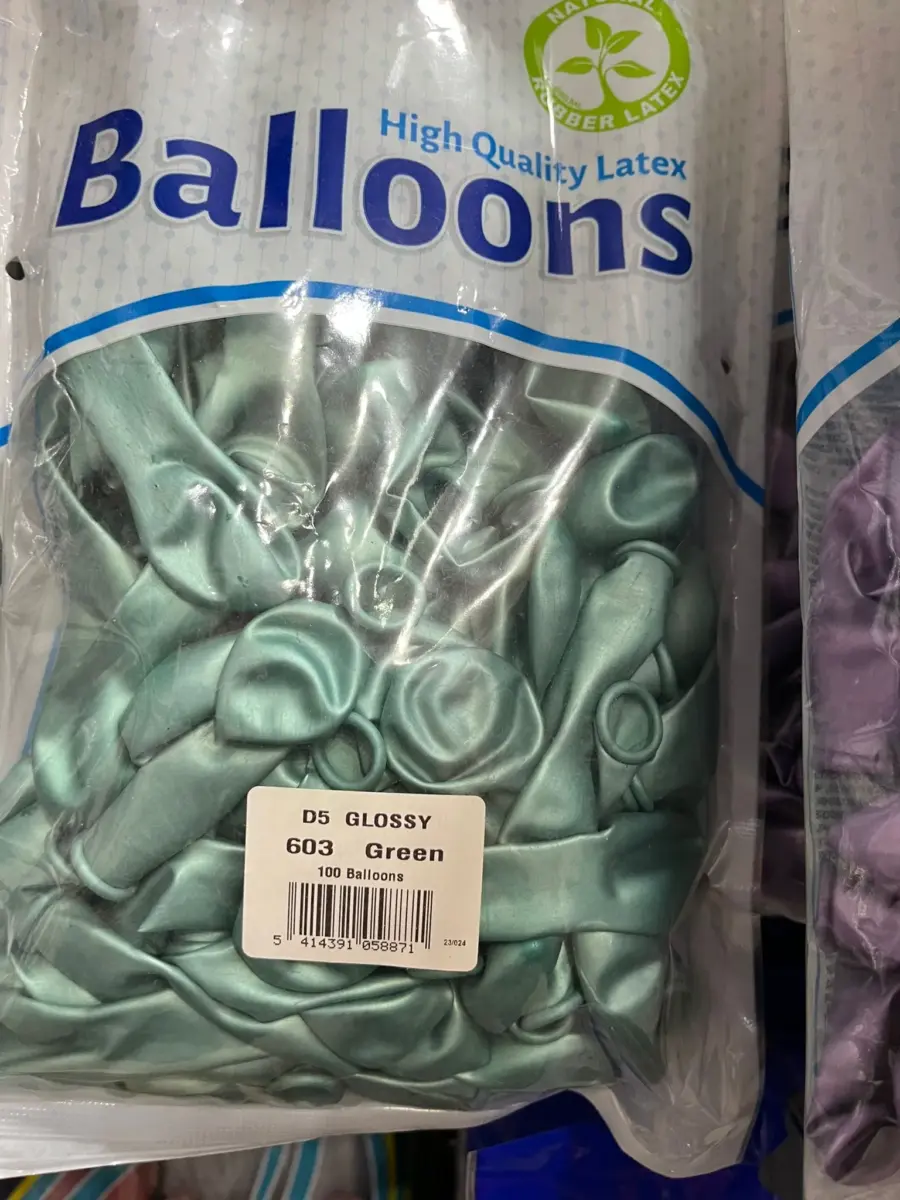 NATURAL
RUBBER LATEX
High Quality Latex
Balloons
D5 GLOSSY
603 Green
100 Balloons
5 414391 058871
23/024